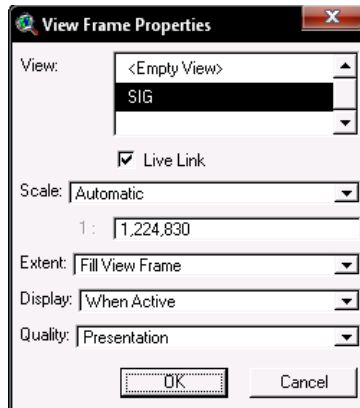 View Frame Properties
View:
<Empty View>
SIG
Live Link
Scale: Automatic
1 : 1,224,830
Extent: Fill View Frame
Display: When Active
Quality: Presentation
OK Cancel